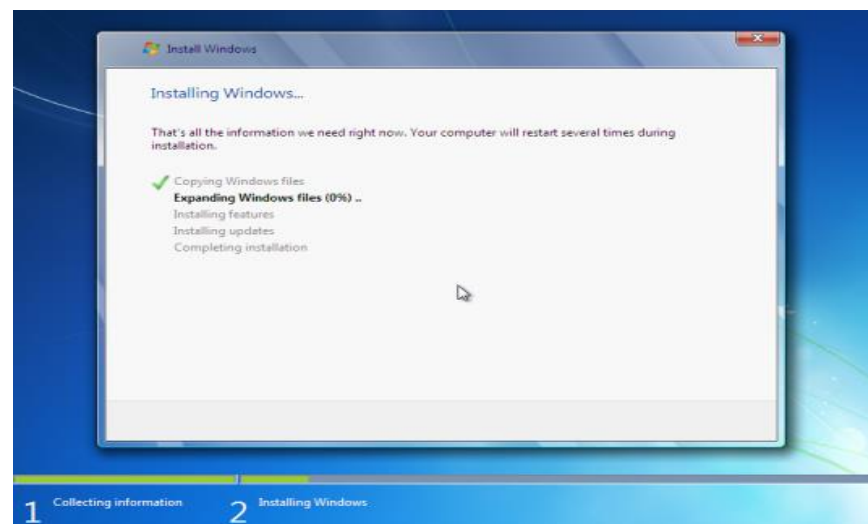 Install Windows
Installing Windows...
That's all the information we need right now. Your computer will restart several times during
installation.
Copying Windows files
Expanding Windows files (0%) ..
Installing features
Installing updates
Completing installation
1 Collecting information 2 Installing Windows